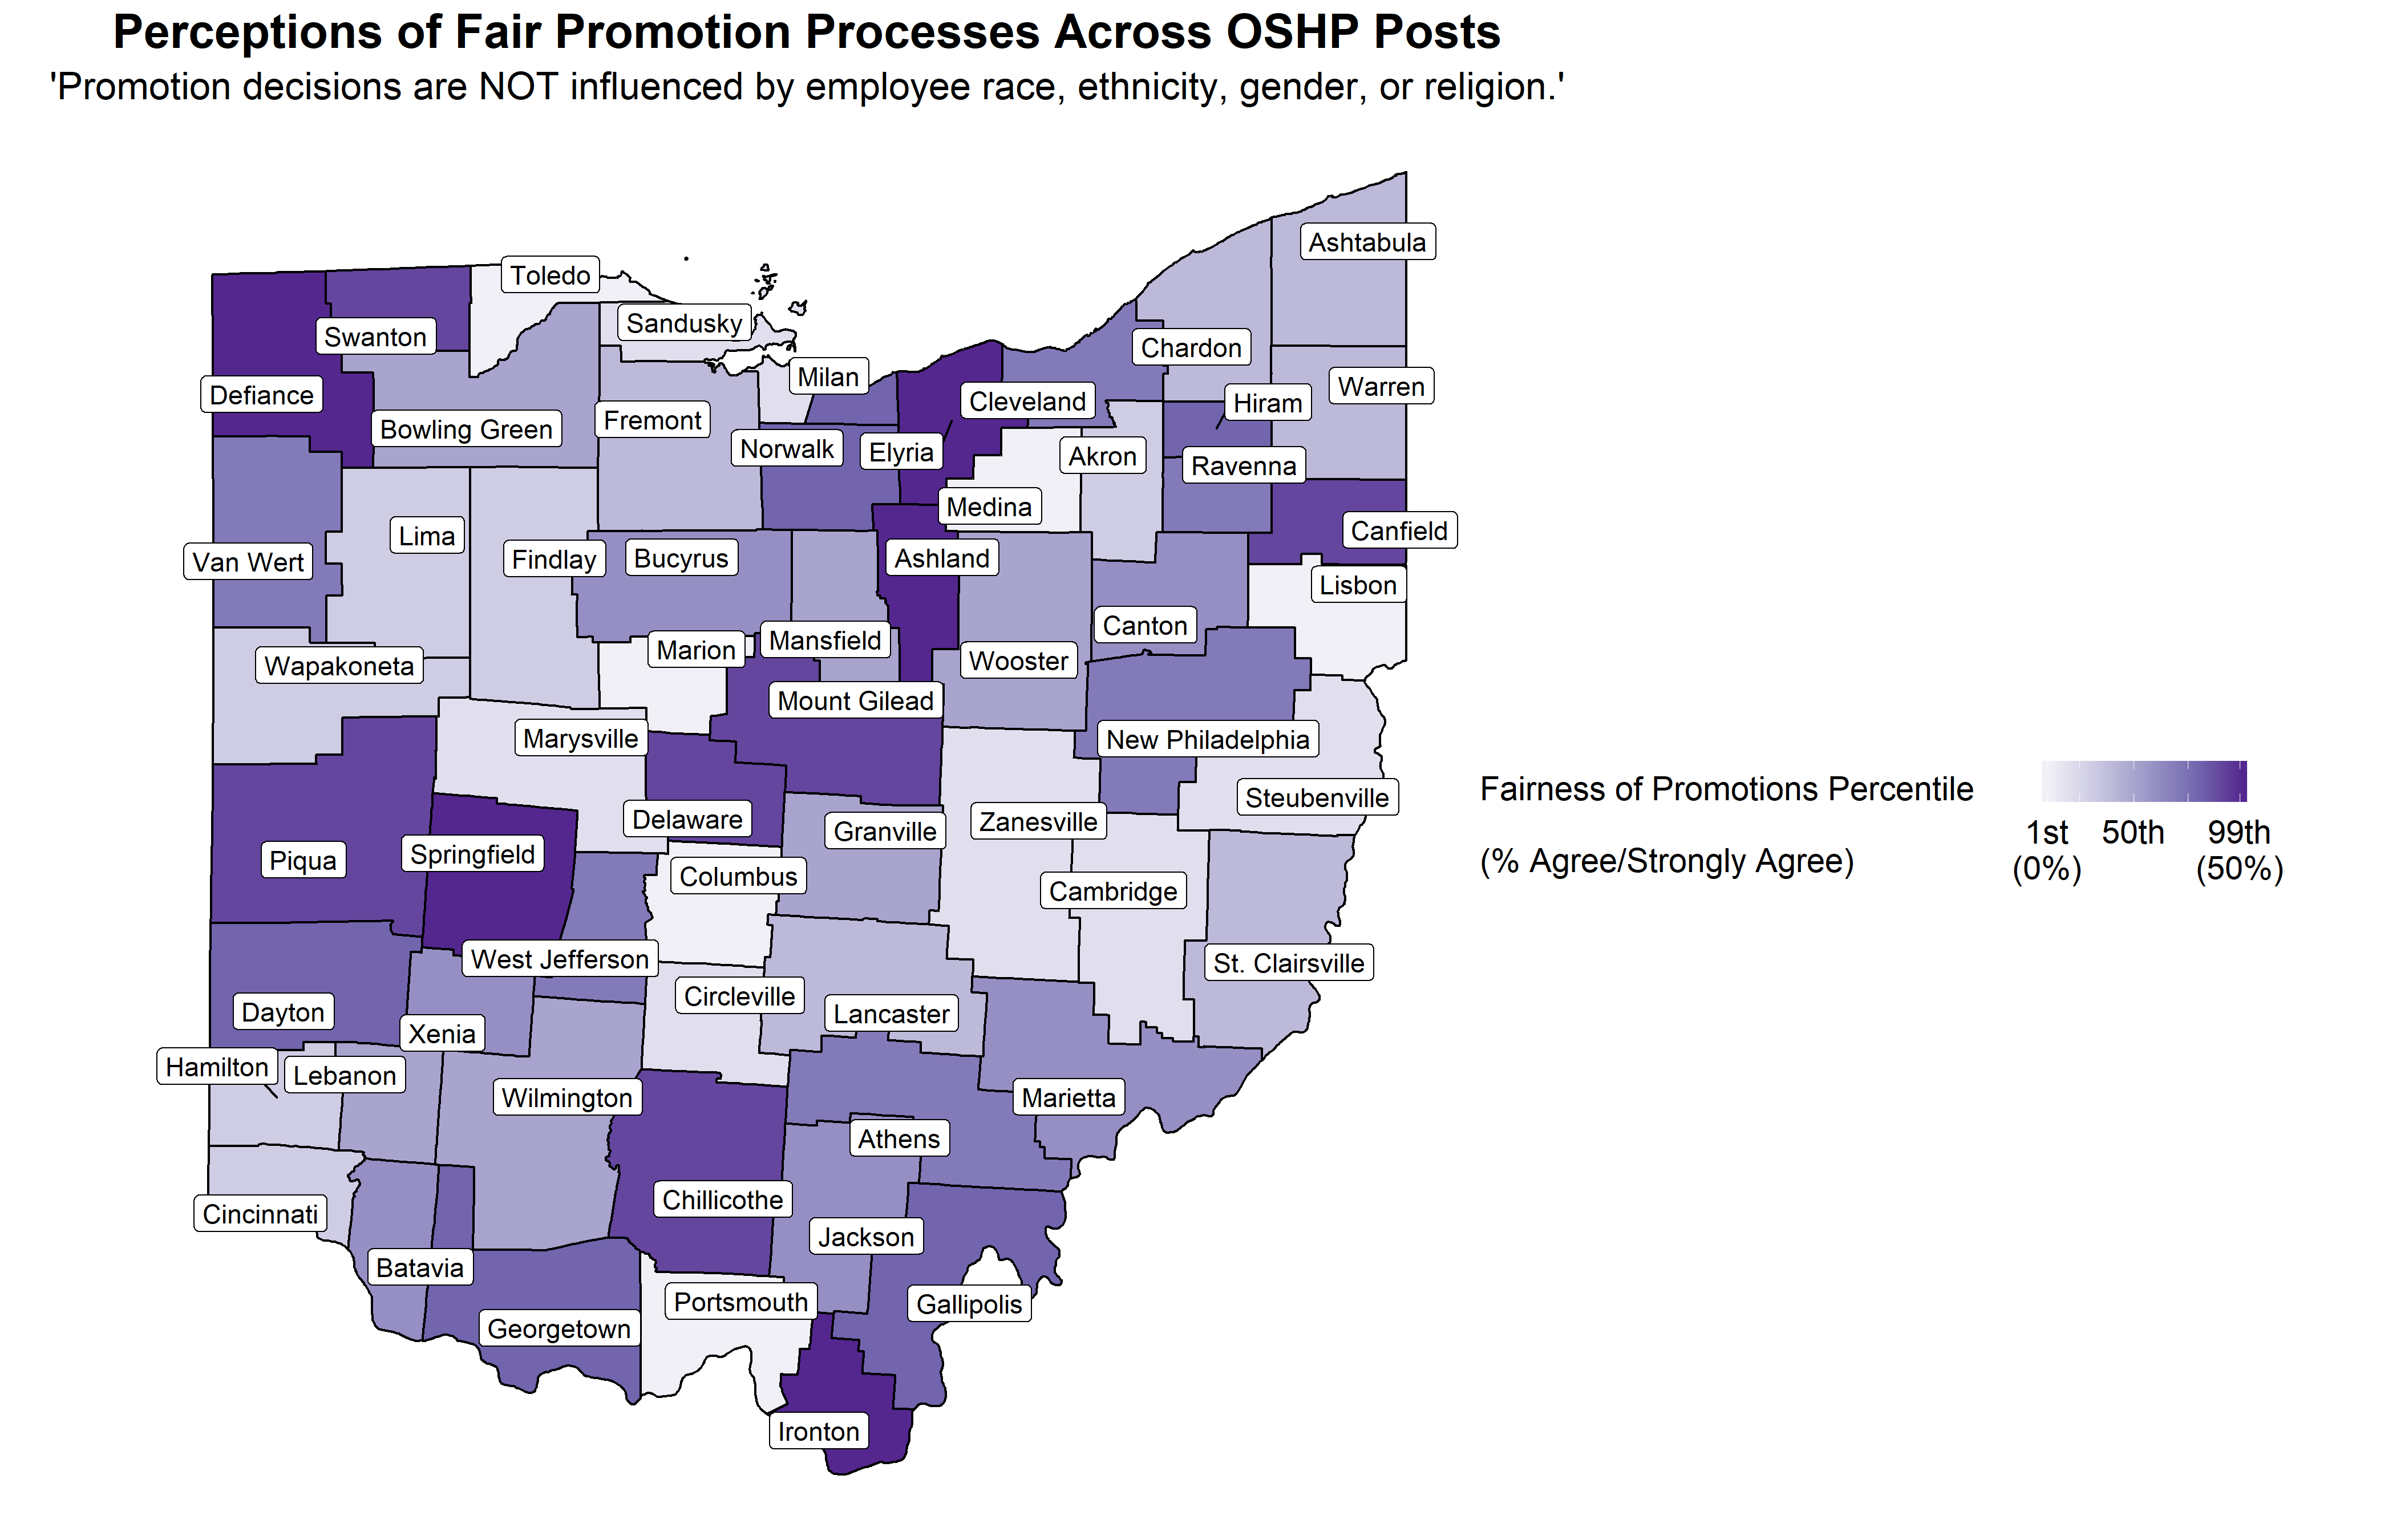 Perceptions of Fair Promotion Processes Across OSHP Posts
'Promotion decisions are NOT influenced by employee race, ethnicity, gender, or religion.'
Ashtabula
Toledo
Sandusky
Swanton
Chardon
Milan
Warren
Defiance
Cleveland
Hiram
Fremont
Bowling Green
Norwalk
Elyria
Akron
Ravenna
Medina
Canfield
Lima
Van Wert
Findlay
Bucyrus
Ashland
Lisbon
Canton
Mansfield
Marion
Wooster
Wapakoneta
Mount Gilead
Marysville
New Philadelphia
Steubenville
Delaware
Granville
Zanesville
Piqua
Springfield
Columbus
Cambridge
West Jefferson
St. Clairsville
Circleville
Dayton
Lancaster
Xenia
Hamilton
Lebanon
Wilmington
Marietta
Athens
Chillicothe
Cincinnati
Jackson
Batavia
Portsmouth
Gallipolis
Georgetown
Ironton
Fairness of Promotions Percentile
(% Agree/Strongly Agree)
1st 50th 99th
(0%) (50%)